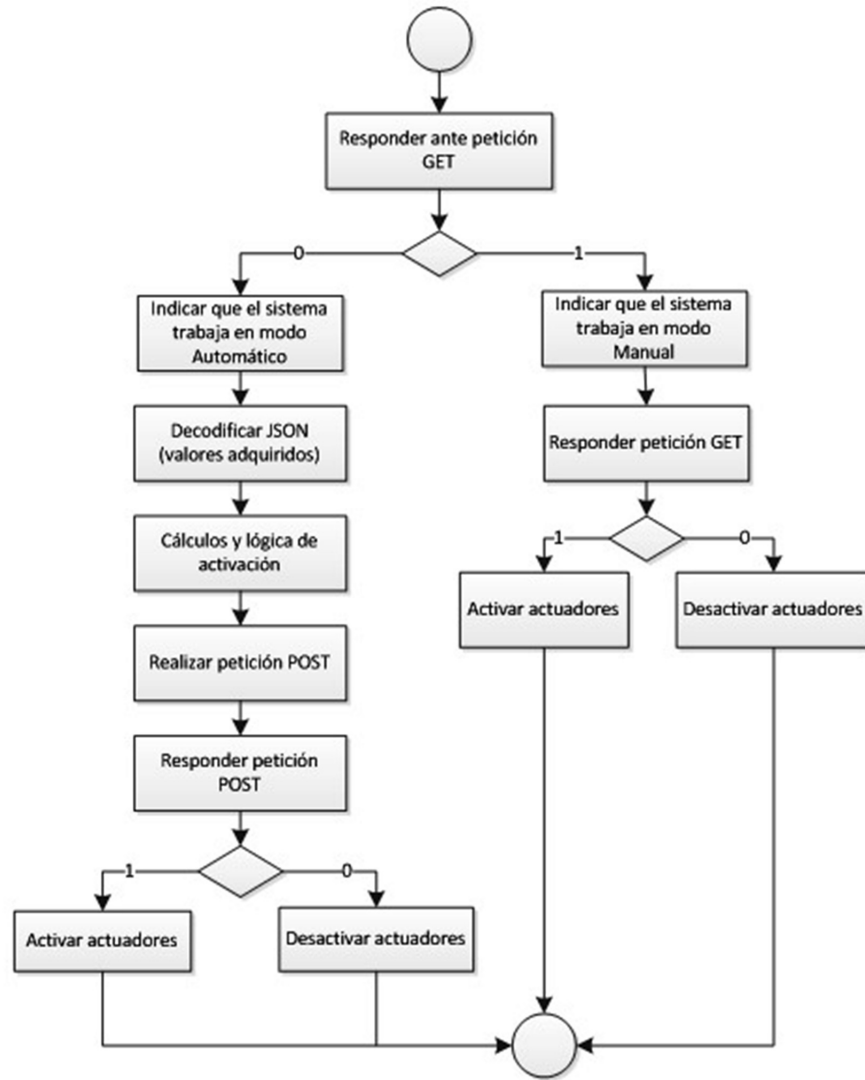 Responder ante petición
GET
0
1
Indicar que el sistema
trabaja en modo
Automático
Indicar que el sistema
trabaja en modo
Manual
Decodificar JSON
(valores adquiridos)
Responder petición GET
Cálculos y lógica de
activación
1
0
Activar actuadores
Desactivar actuadores
Realizar petición POST
Responder petición
POST
1
0
Activar actuadores
Desactivar actuadores